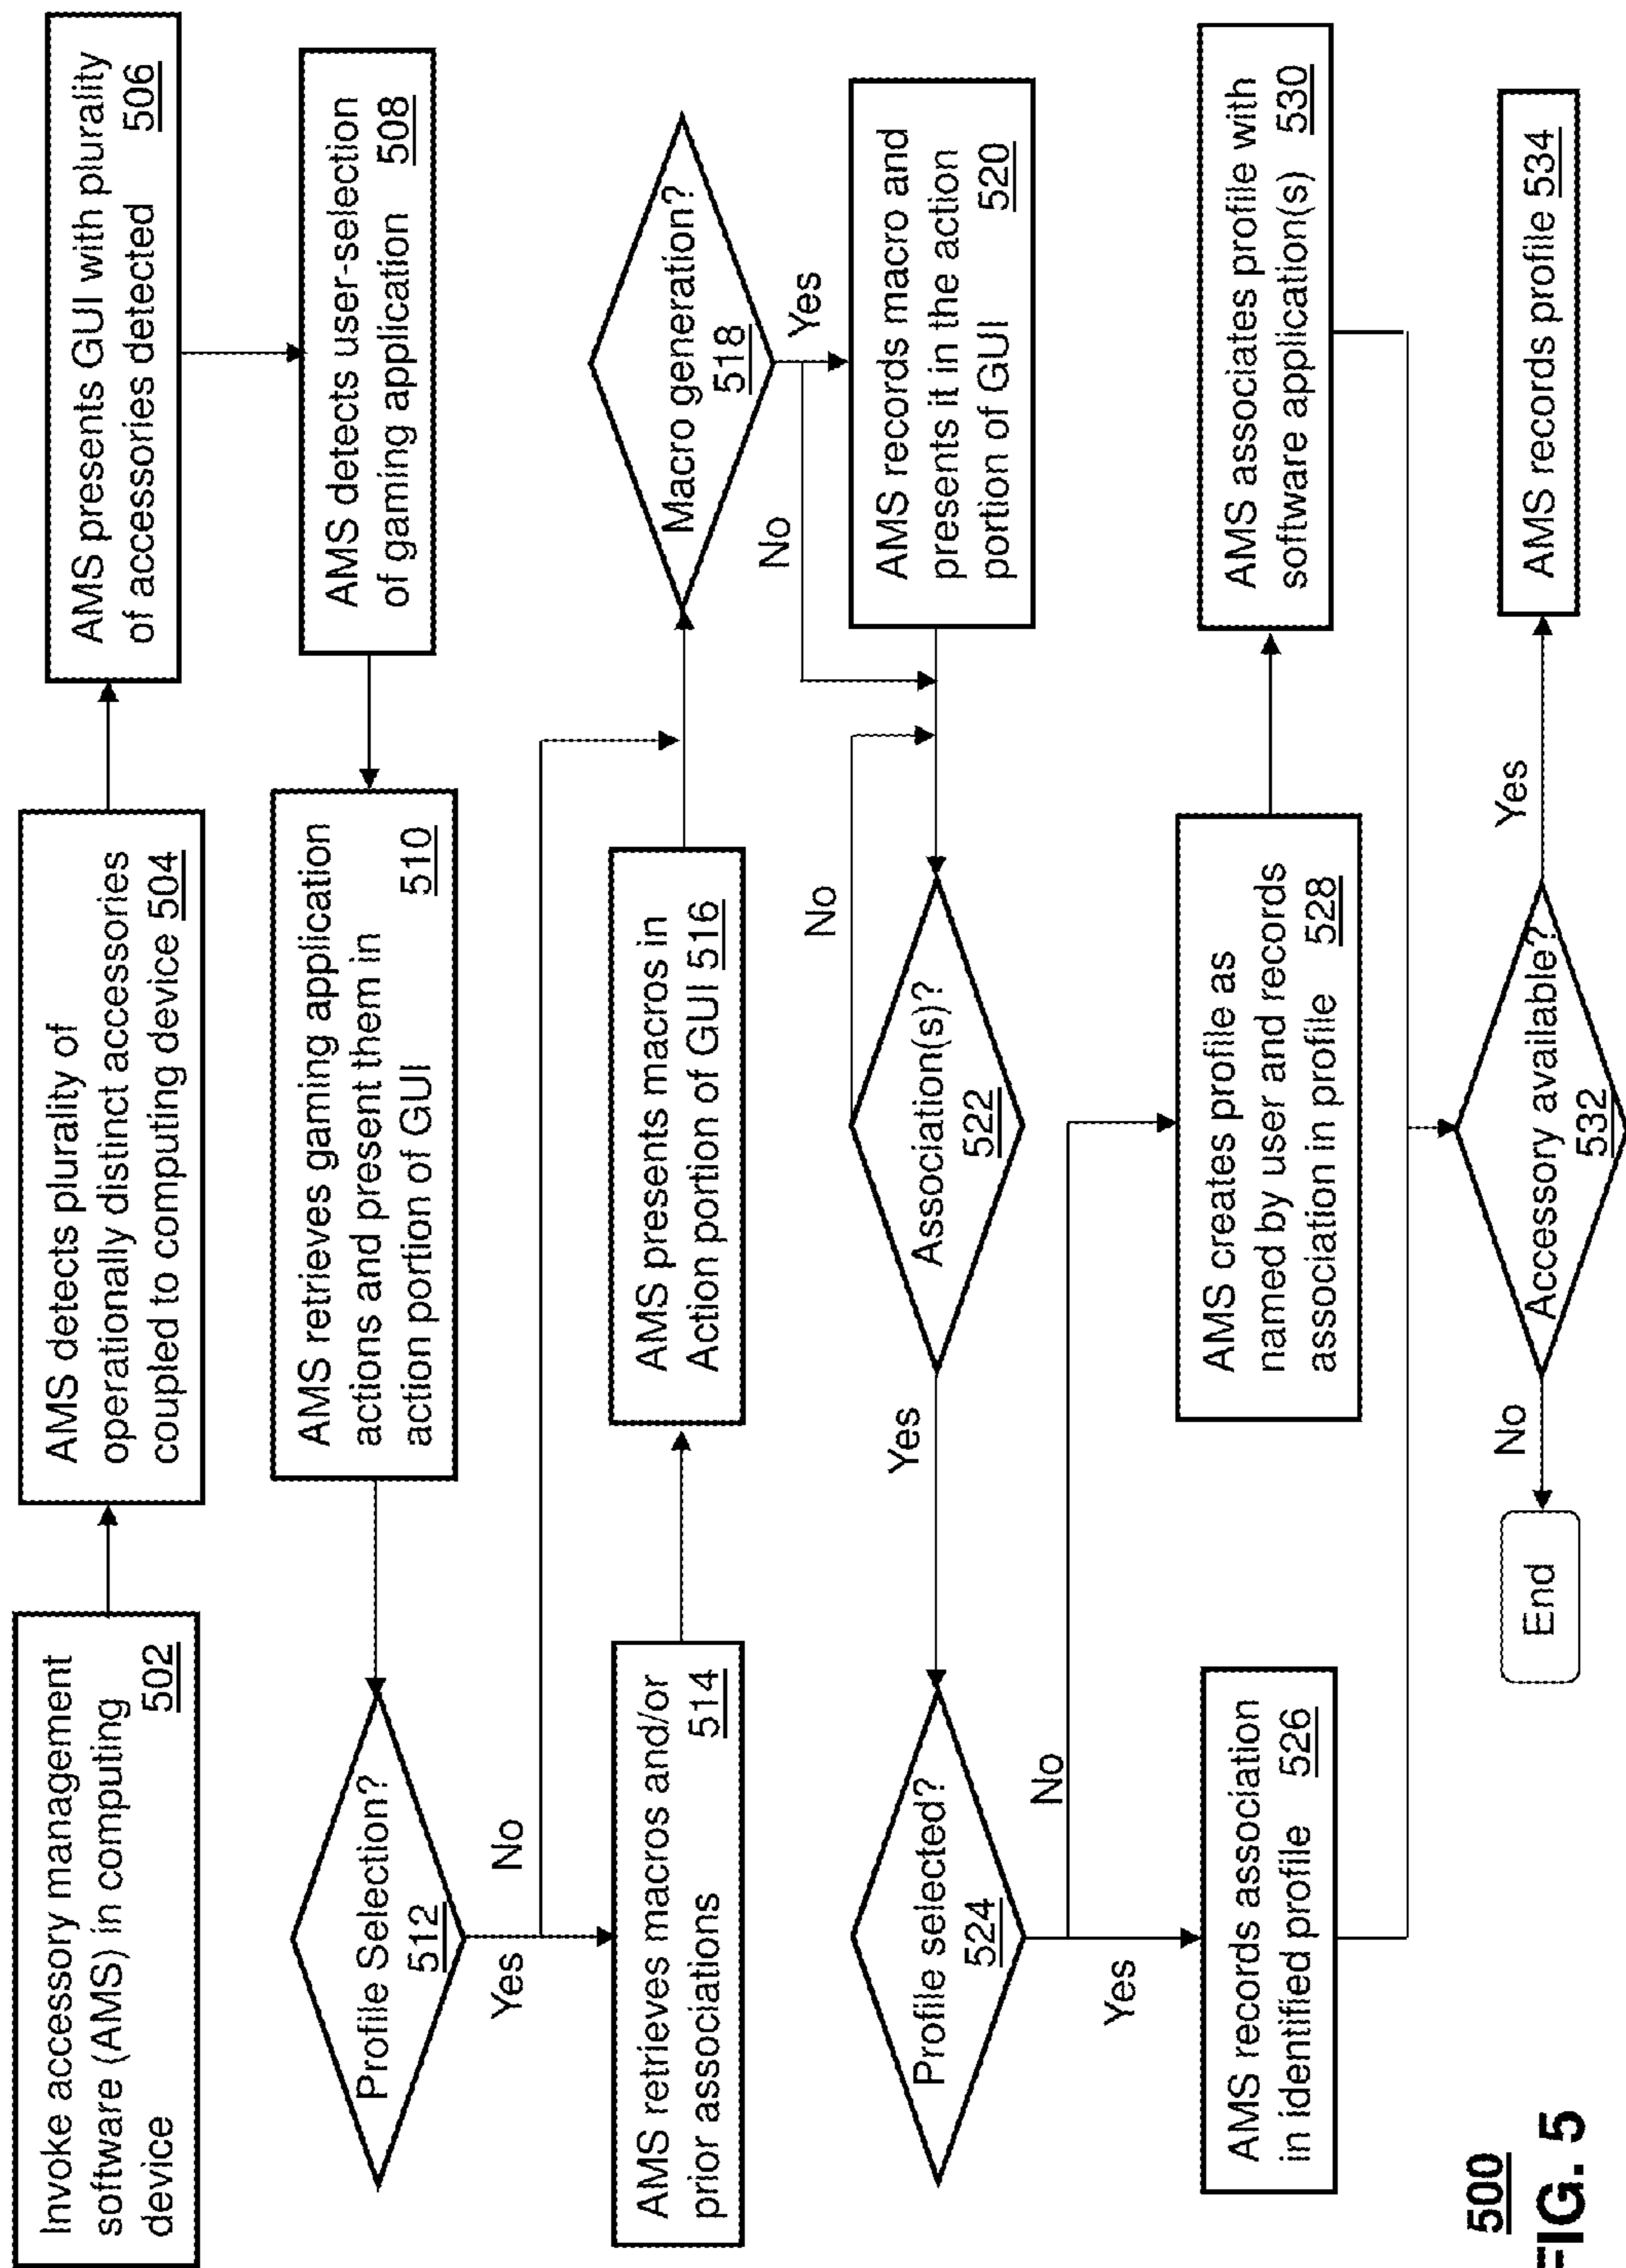 Invoke accessory management
software (AMS) in computing
device 502
AMS detects plurality of
operationally distinct accessories
coupled to computing device 504
AMS presents GUI with plurality
of accessories detected 506
AMS detects user-selection
of gaming application 508
AMS retrieves gaming application
actions and present them in
action portion of GUI 510
Profile Selection?
512
No
Yes
AMS retrieves macros and/or
prior associations 514
AMS presents macros in
Action portion of GUI 516
Macro generation?
518
No
Yes
AMS records macro and
presents it in the action
portion of GUI 520
Association(s)?
522
No
Yes
Profile selected?
524
No
Yes
AMS records association
in identified profile 526
AMS creates profile as
named by user and records
association in profile 528
AMS associates profile with
software application(s) 530
Accessory available?
532
No
Yes
End
AMS records profile 534
500
FIG. 5